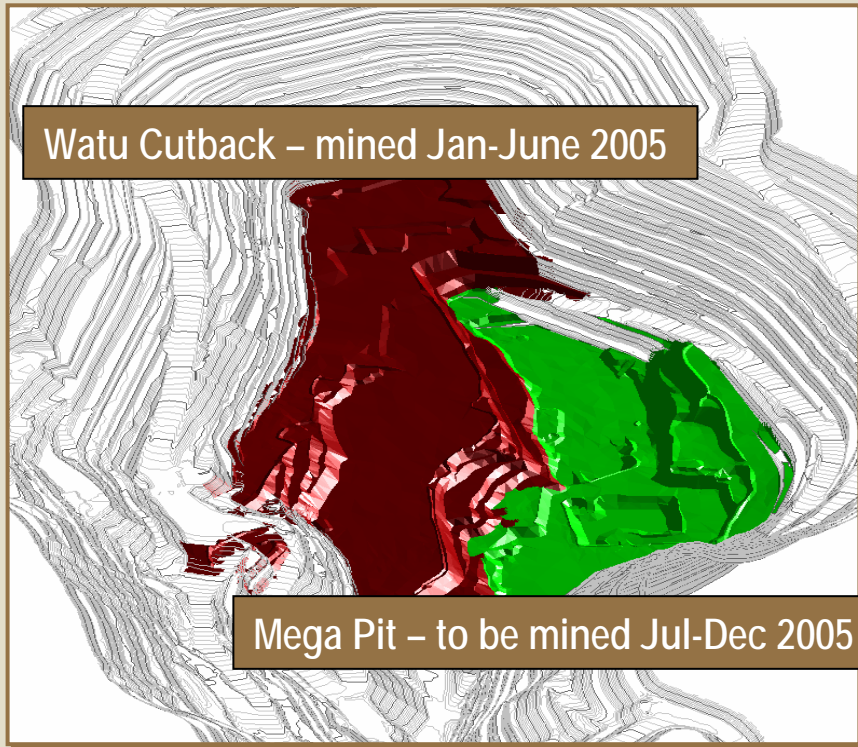 Watu Cutback – mined Jan-June 2005
Mega Pit – to be mined Jul-Dec 2005